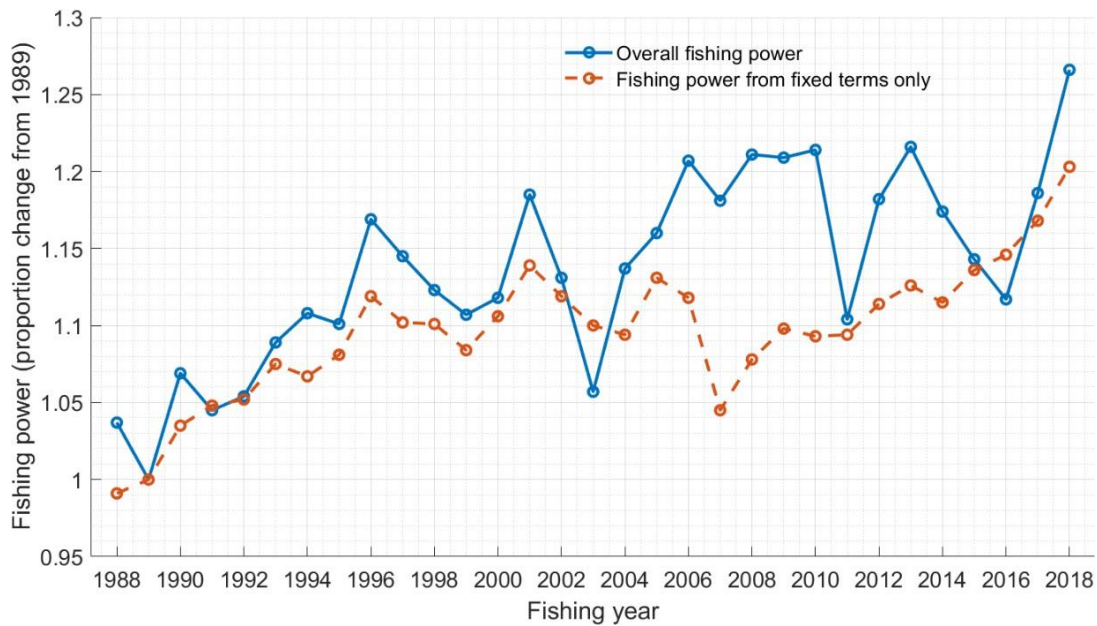 Fishing power (proportion change from 1989)
1.3
1.25
1.2
1.15
1.1
1.05
1
0.95
Overall fishing power
Fishing power from fixed terms only
1988 1990 1992 1994 1996 1998 2000 2002 2004 2006 2008 2010 2012 2014 2016 2018
Fishing year